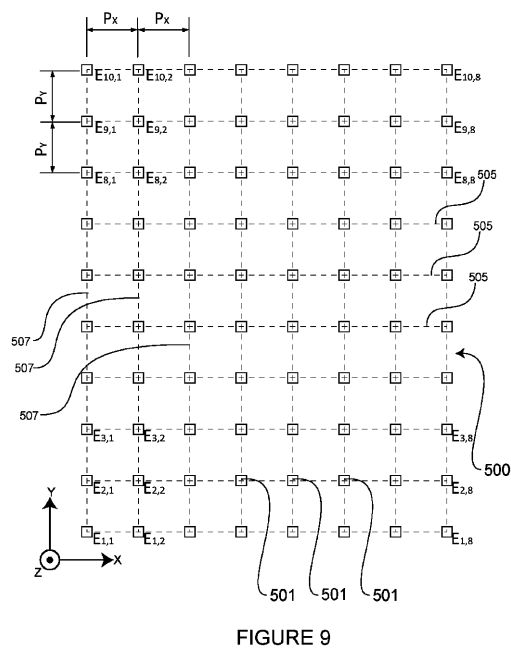 PX PX
E10,1 E10,2 E10,8
PY
E9,1 E9,2 E9,8
PY
E8,1 E8,2 E8,8
505
505
505
507
507
507
E3,1 E3,2 E3,8
500
E2,1 E2,2 E2,8
Y
E1,1 E1,2 E1,8
Z X
501 501 501
FIGURE 9